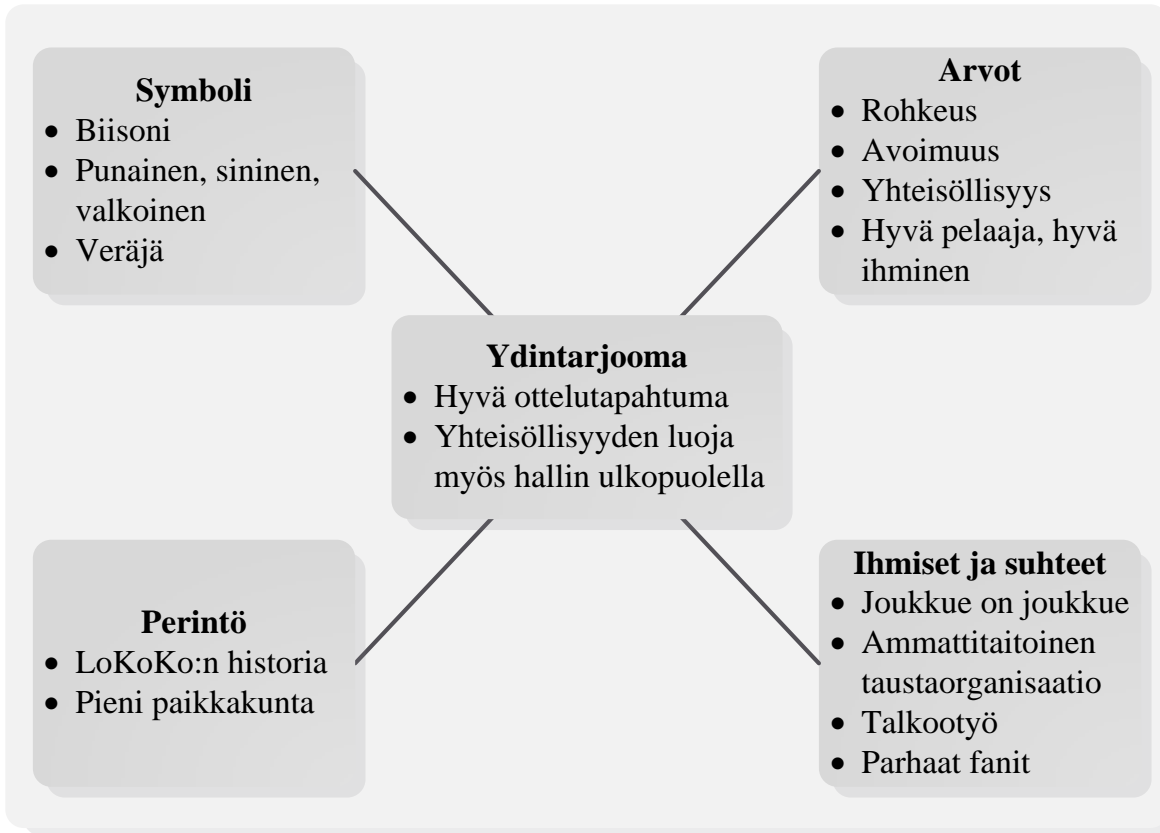 Symboli
• Biisoni
• Punainen, sininen,
valkoinen
• Veräjä
Arvot
• Rohkeus
• Avoimuus
• Yhteisöllisyys
• Hyvä pelaaja, hyvä
ihminen
Ydintarjooma
• Hyvä ottelutapahtuma
• Yhteisöllisyyden luoja
myös hallin ulkopuolella
Perintö
• LoKoKo:n historia
• Pieni paikkakunta
Ihmiset ja suhteet
• Joukkue on joukkue
• Ammattitaitoinen
taustaorganisaatio
• Talkootyö
• Parhaat fanit